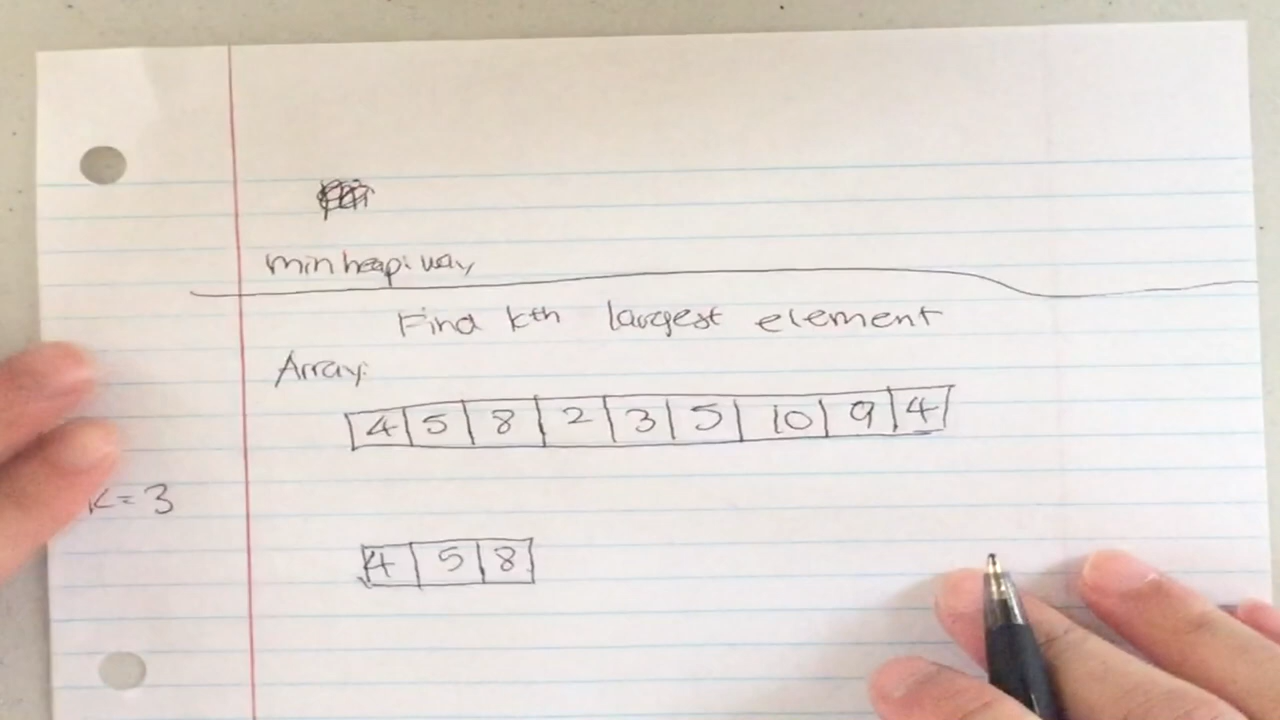 min heap: way
Find kth largest element
Array:
4 5 8 2 3 5 10 9 4
K=3
4 5 8